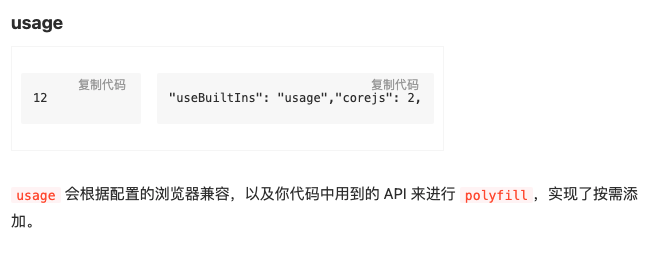 usage
复制代码
复制代码
12
"useBuiltIns": "usage","corejs": 2,
usage 会根据配置的浏览器兼容，以及你代码中用到的 API 来进行 polyfill，实现了按需添
加。